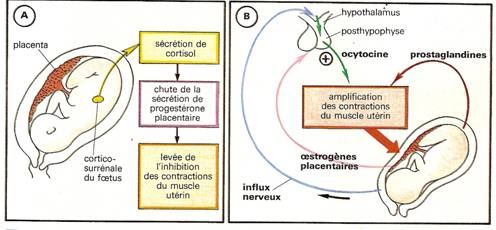 A
placenta
sécrétion de
cortisol
chute de la
sécrétion de
progestérone
placentaire
cortico-
surrénale
du fœtus
levée de
l'inhibition
des contractions
du muscle
utérin
B
hypothalamus
posthypophyse
ocytocine
prostaglandines
+
amplification
des contractions
du muscle utérin
œstrogènes
placentaires
influx
nerveux